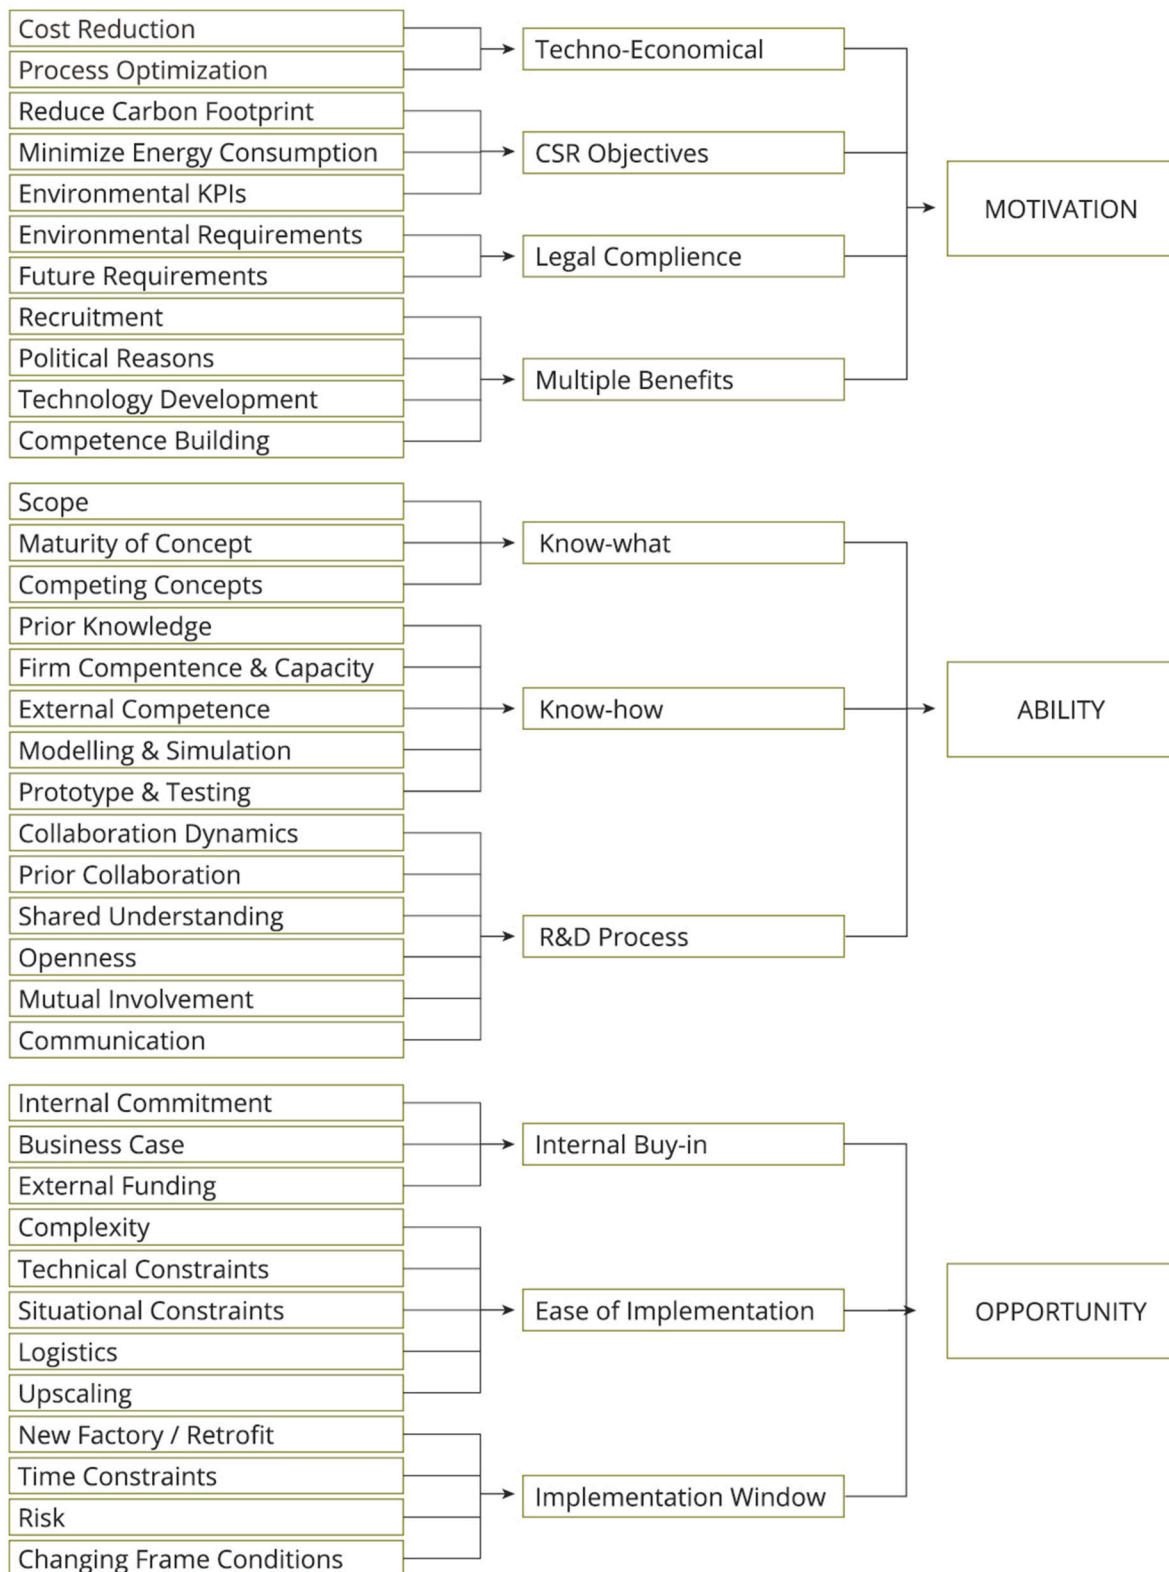 Cost Reduction
Process Optimization
Techno-Economical
Reduce Carbon Footprint
Minimize Energy Consumption
Environmental KPIs
CSR Objectives
Environmental Requirements
Future Requirements
Legal Complience
Recruitment
Political Reasons
Technology Development
Competence Building
Multiple Benefits
MOTIVATION
Scope
Maturity of Concept
Competing Concepts
Know-what
Prior Knowledge
Firm Compentence & Capacity
External Competence
Modelling & Simulation
Prototype & Testing
Know-how
Collaboration Dynamics
Prior Collaboration
Shared Understanding
Openness
Mutual Involvement
Communication
R&D Process
ABILITY
Internal Commitment
Business Case
External Funding
Internal Buy-in
Complexity
Technical Constraints
Situational Constraints
Logistics
Upscaling
Ease of Implementation
New Factory / Retrofit
Time Constraints
Risk
Changing Frame Conditions
Implementation Window
OPPORTUNITY